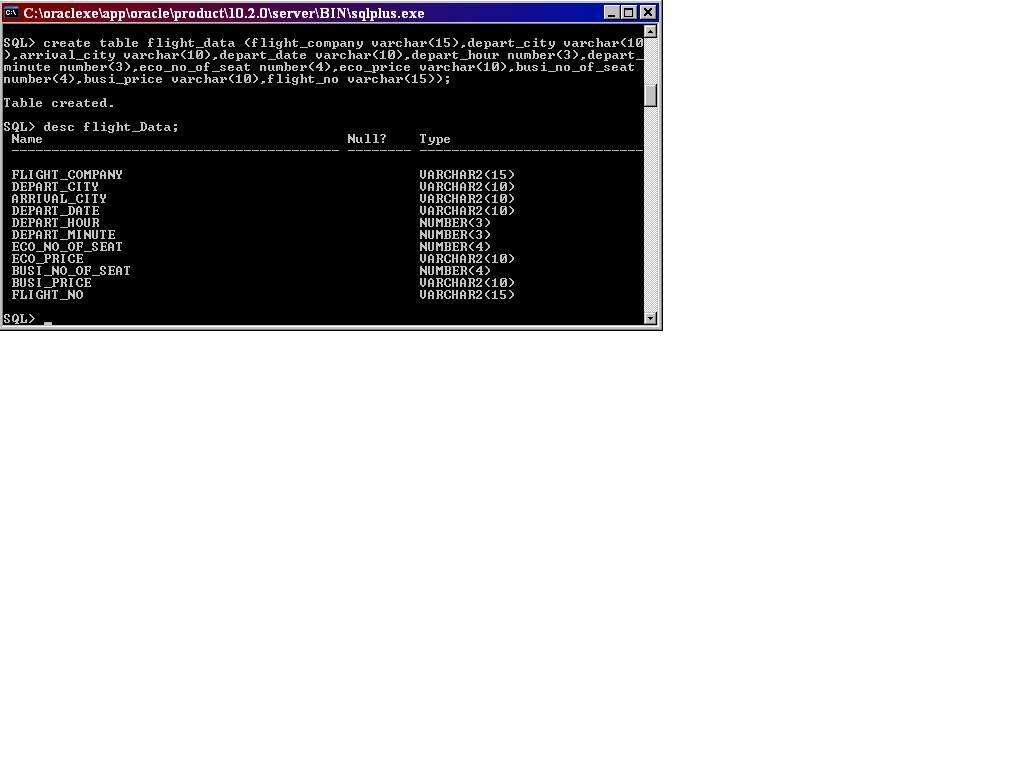 C:\oraclexe\app\oracle\product\10.2.0\server\BIN\sqlplus.exe
SQL> create table flight_data (flight_company varchar(15),depart_city varchar(10
),arrival_city varchar(10),depart_date varchar(10),depart_hour number(3),depart_
minute number(3),eco_no_of_seat number(4),eco_price varchar(10),busi_no_of_seat
number(4),busi_price varchar(10),flight_no varchar(15));
Table created.
SQL> desc flight_Data;
Name Null? Type
----------------------------------------- -------- ----------------------------
FLIGHT_COMPANY VARCHAR2(15)
DEPART_CITY VARCHAR2(10)
ARRIVAL_CITY VARCHAR2(10)
DEPART_DATE VARCHAR2(10)
DEPART_HOUR NUMBER(3)
DEPART_MINUTE NUMBER(3)
ECO_NO_OF_SEAT NUMBER(4)
ECO_PRICE VARCHAR2(10)
BUSI_NO_OF_SEAT NUMBER(4)
BUSI_PRICE VARCHAR2(10)
FLIGHT_NO VARCHAR2(15)
SQL> _